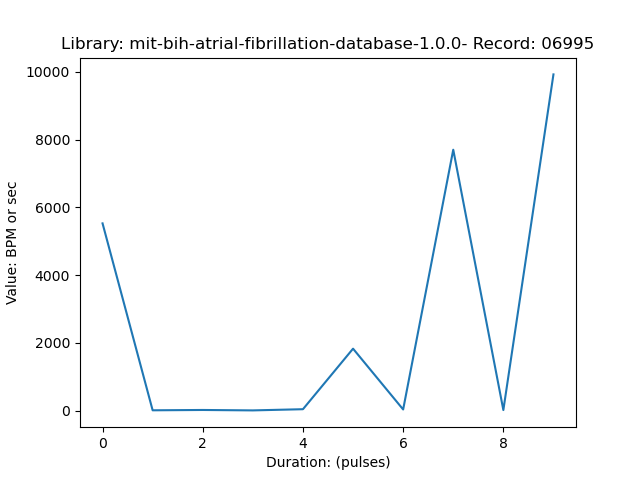 Library: mit-bih-atrial-fibrillation-database-1.0.0- Record: 06995
10000
8000
6000
4000
2000
0
Value: BPM or sec
0 2 4 6 8
Duration: (pulses)